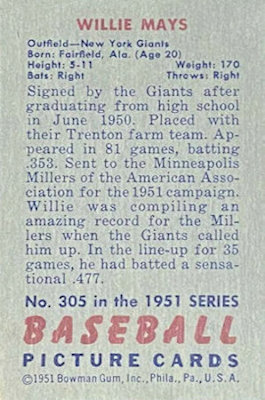 WILLIE MAYS
Outfield—New York Giants
Born: Fairfield, Ala. (Age 20)
Height: 5-11 Weight: 170
Bats: Right Throws: Right
Signed by the Giants after
graduating from high school
in June 1950. Placed with
their Trenton farm team. Ap-
peared in 81 games, batting
.353. Sent to the Minneapolis
Millers of the American Asso-
ciation for the 1951 campaign.
Willie was compiling an
amazing record for the Mil-
lers when the Giants called
him up. In the line-up for 35
games, he had batted a sensa-
tional .477.
No. 305 in the 1951 SERIES
BASEBALL
PICTURE CARDS
©1951 Bowman Gum, Inc., Phila., Pa., U.S.A.